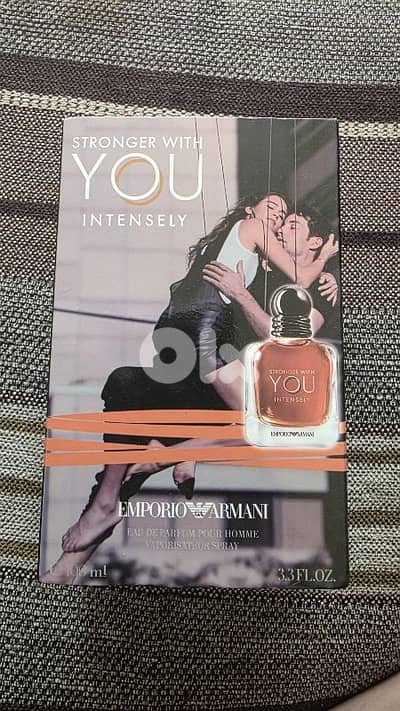 STRONGER WITH
YOU
INTENSELY
olx
STRONGER WITH
YOU
INTENSELY
EMPORIO ARMANI
EMPORIO ARMANI
EAU DE PARFUM POUR HOMME
VAPORISATEUR SPRAY
100 ml
3.3 FL.OZ.